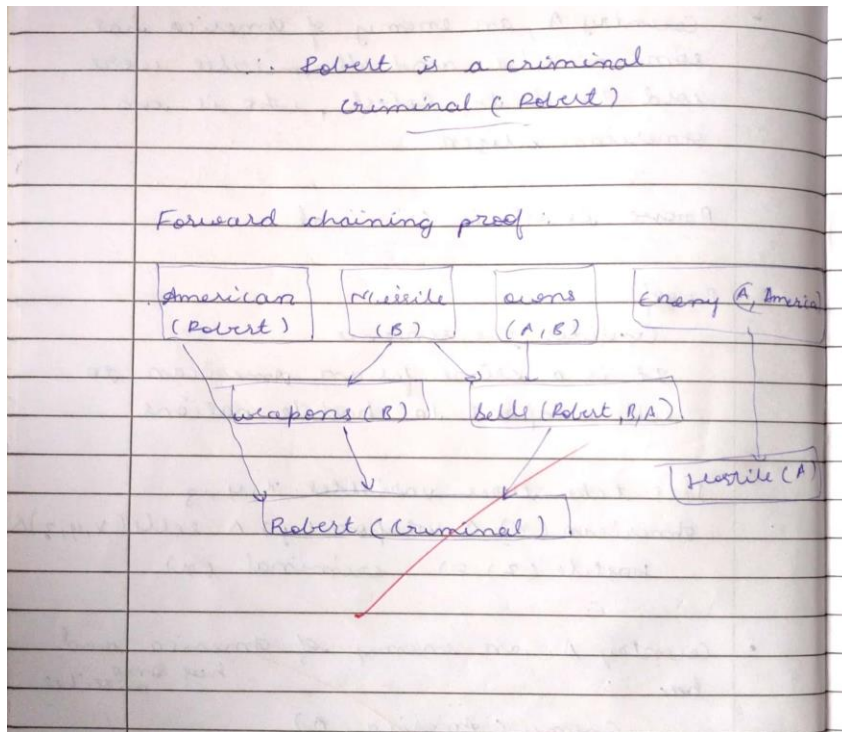 ∴ Robert is a criminal
criminal ( Robert )
Forward chaining proof :
American Missile owns Enemy (A, America)
(Robert) (B) (A, B)
weapons (B) Sells (Robert, B, A)
Hostile (A)
Robert (Criminal)